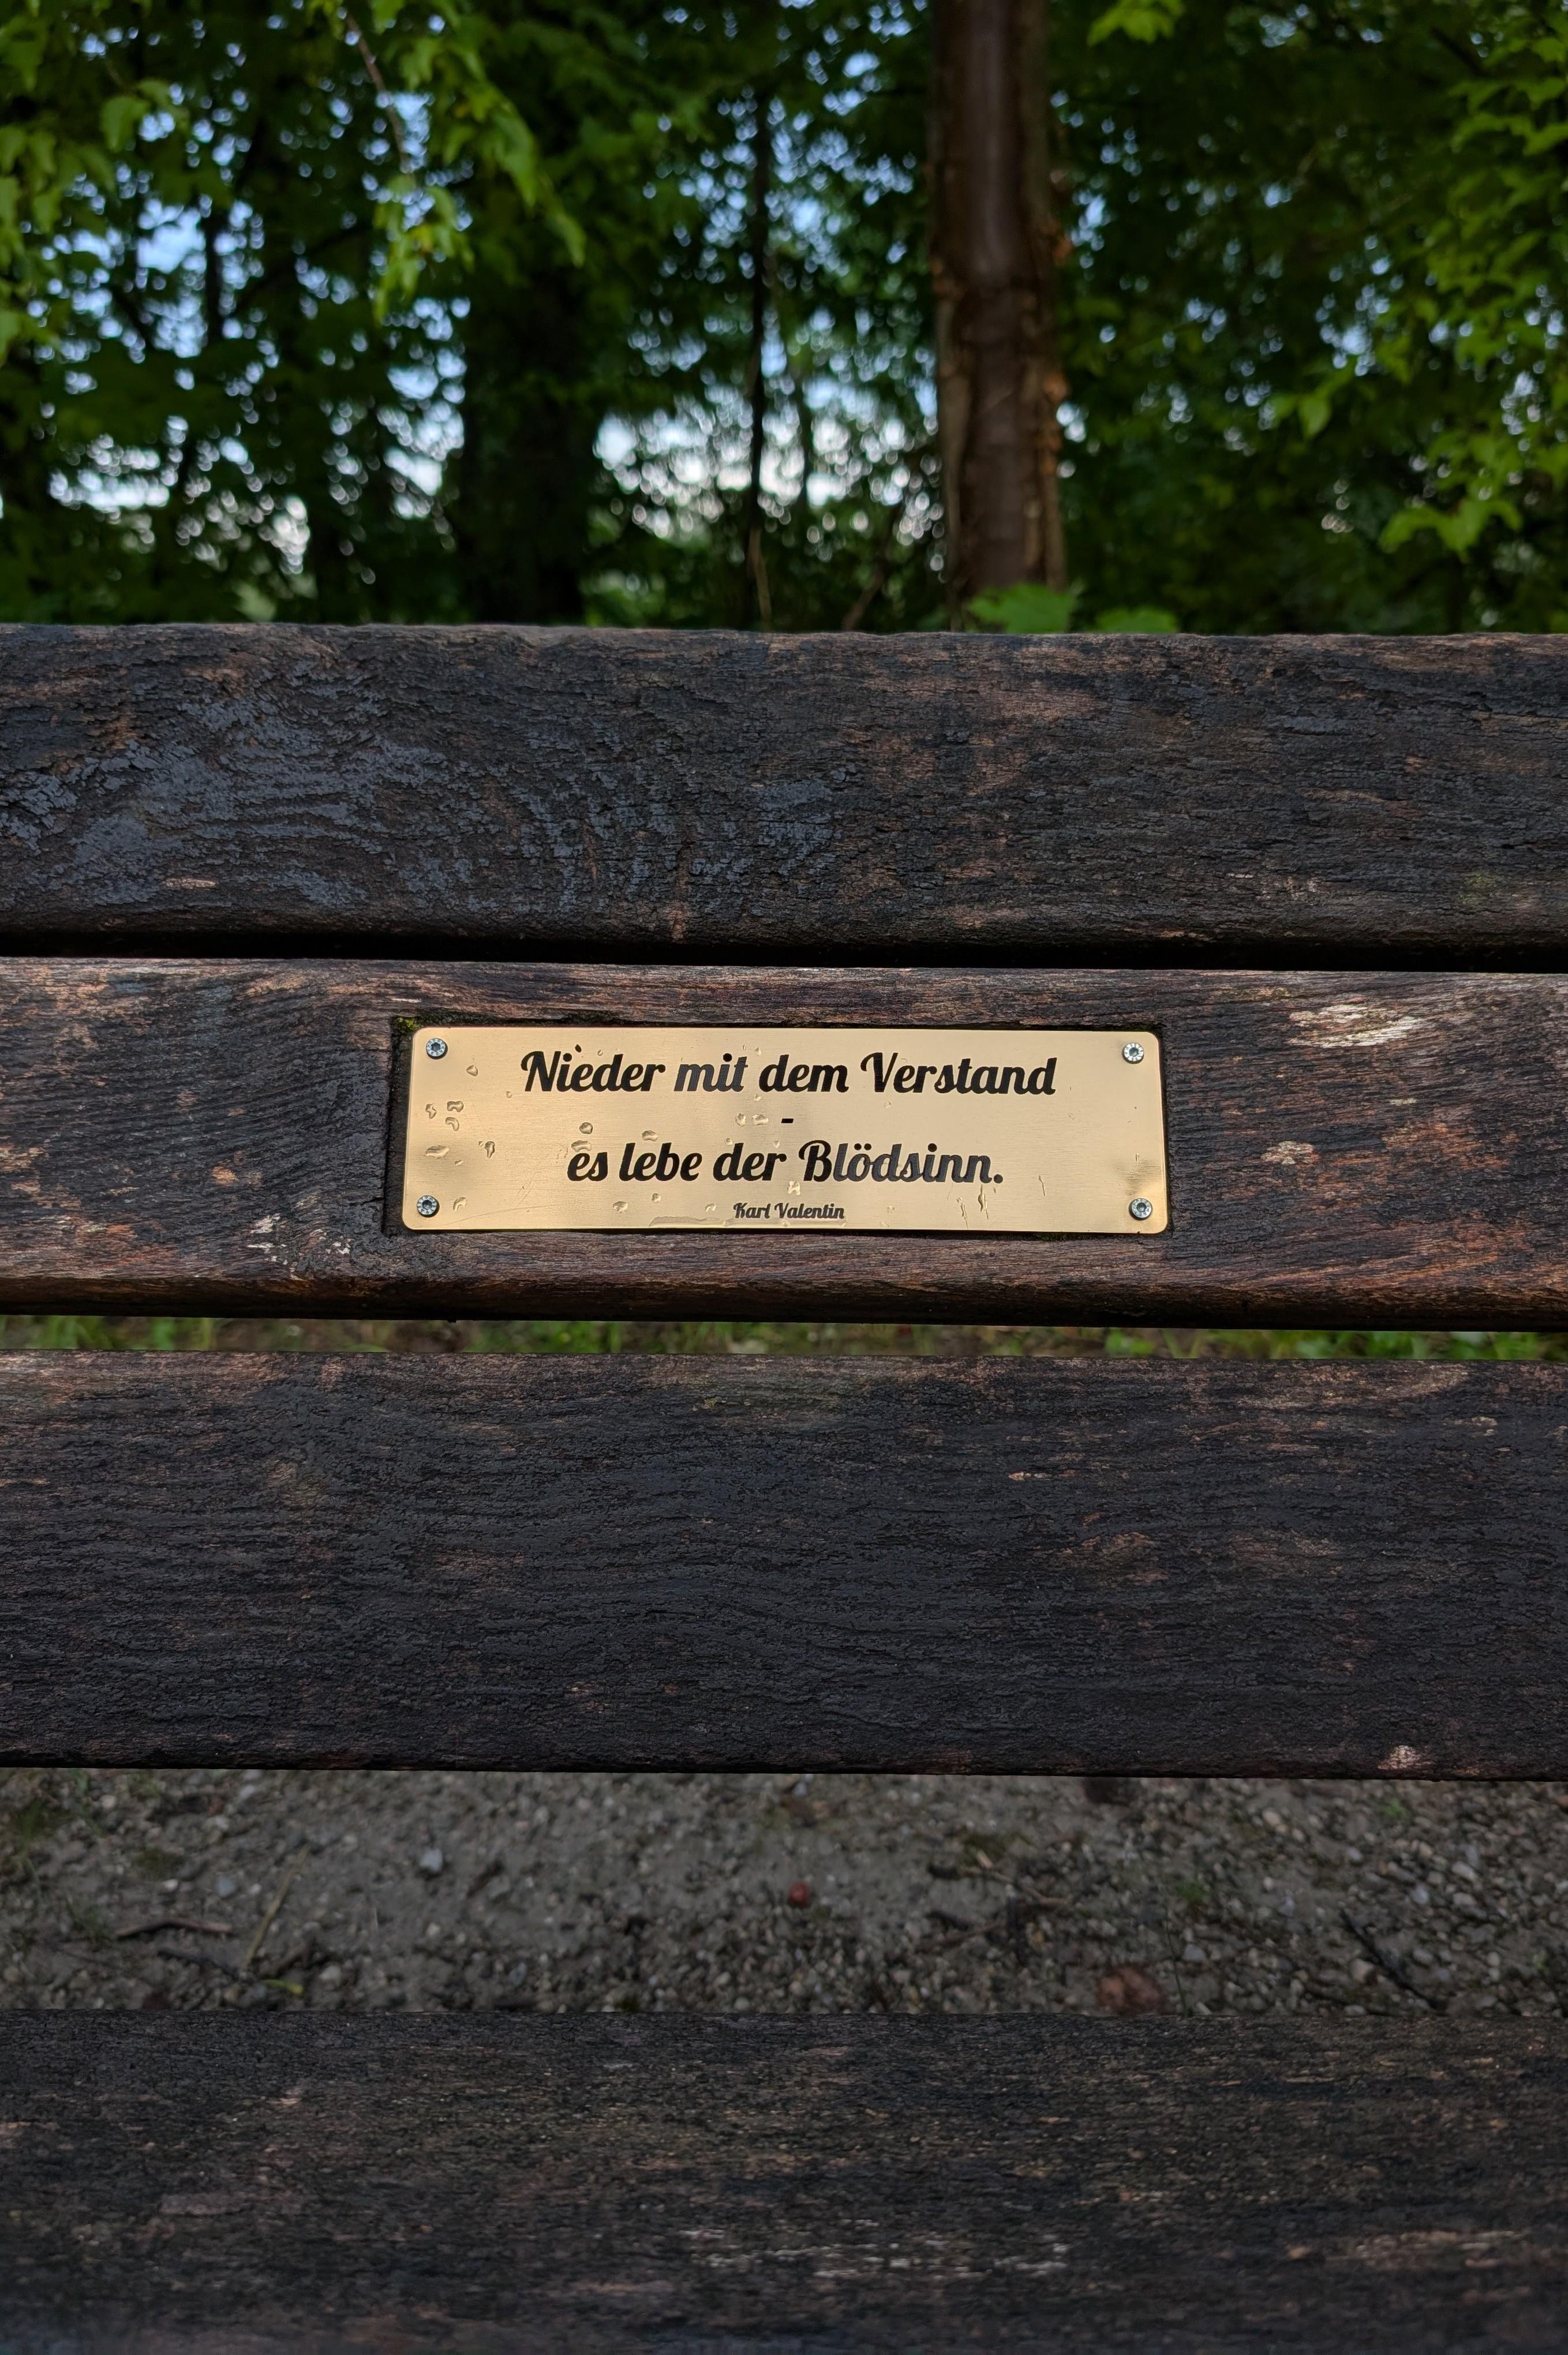 Nieder mit dem Verstand
-
es lebe der Blödsinn.
Karl Valentin